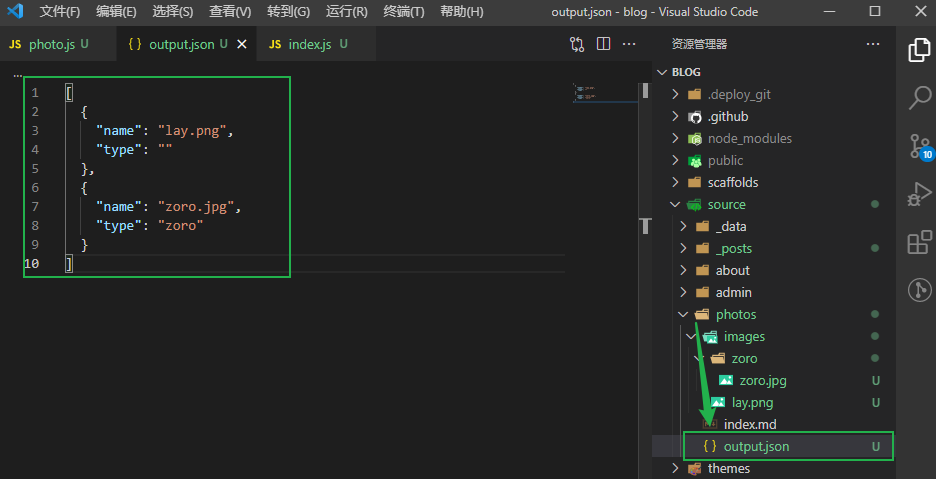 文件(F) 编辑(E) 选择(S) 查看(V) 转到(G) 运行(R) 终端(T) 帮助(H) output.json - blog - Visual Studio Code
JS photo.js U {} output.json U JS index.js U
资源管理器
...
1 [
2 {
3 "name": "lay.png",
4 "type": ""
5 },
6 {
7 "name": "zoro.jpg",
8 "type": "zoro"
9 }
10 ]
BLOG
.deploy_git
.github
node_modules
public
scaffolds
source
_data
_posts
about
admin
photos
images
zoro
zoro.jpg U
lay.png U
index.md
{} output.json U
themes
10